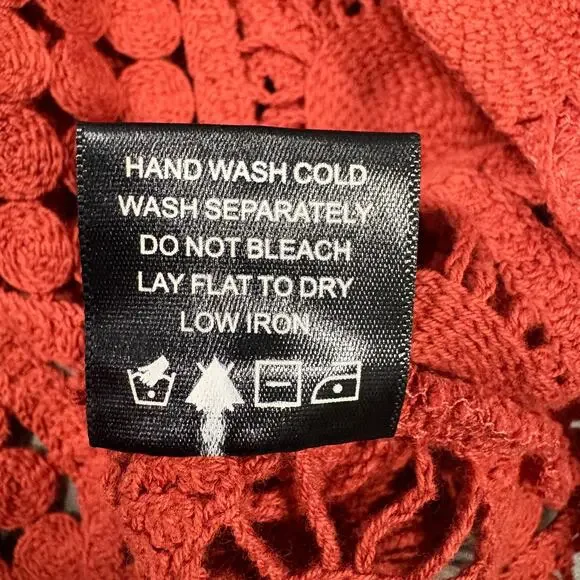 HAND WASH COLD
WASH SEPARATELY
DO NOT BLEACH
LAY FLAT TO DRY
LOW IRON